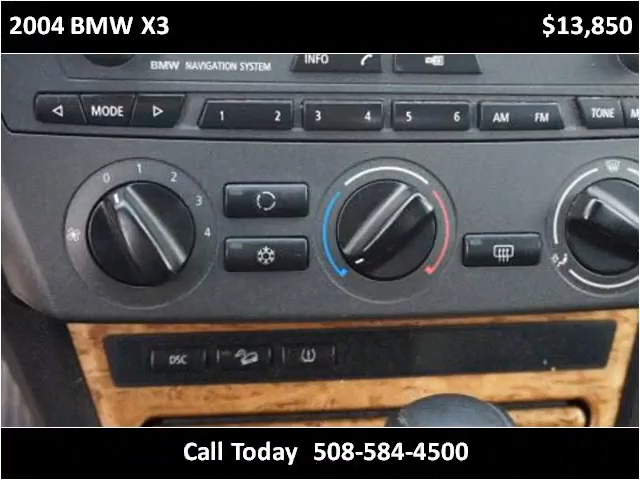 2004 BMW X3 $13,850
BMW NAVIGATION SYSTEM INFO
MODE 1 2 3 4 5 6 AM FM TONE M
0 1 2 3 4
DSC
Call Today 508-584-4500